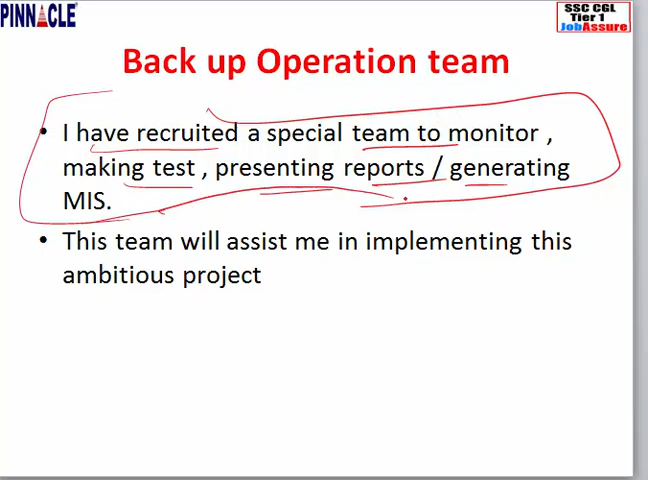 PINNACLE
SSC CGL
Tier 1
JobAssure
Back up Operation team
• I have recruited a special team to monitor ,
making test , presenting reports / generating
MIS.
• This team will assist me in implementing this
ambitious project